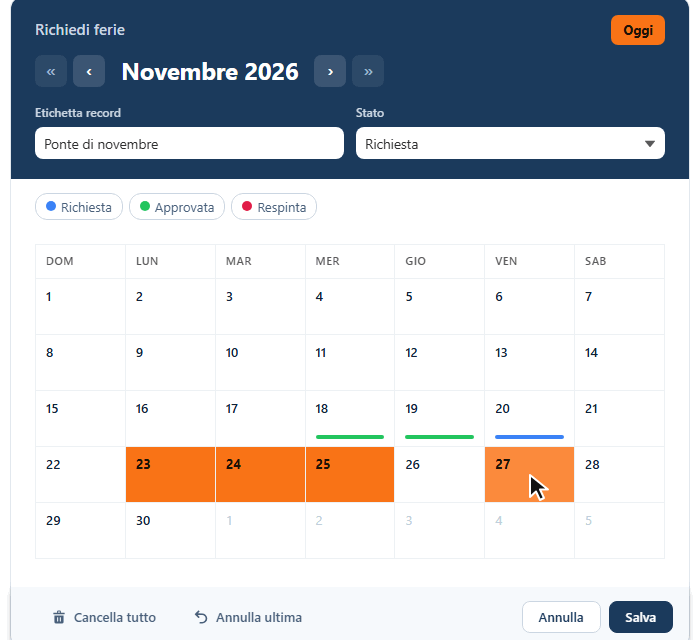 Richiedi ferie
Oggi
« ‹ Novembre 2026 › »
Etichetta record Stato
Ponte di novembre Richiesta
Richiesta Approvata Respinta
DOM LUN MAR MER GIO VEN SAB
1 2 3 4 5 6 7
8 9 10 11 12 13 14
15 16 17 18 19 20 21
22 23 24 25 26 27 28
29 30 1 2 3 4 5
Cancella tutto Annulla ultima Annulla Salva